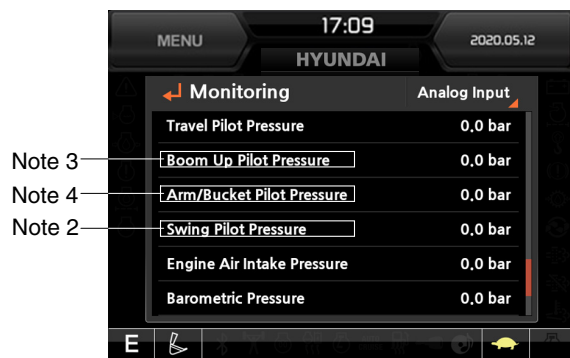 MENU
17:09
2020.05.12
HYUNDAI
Monitoring
Analog Input
Travel Pilot Pressure 0.0 bar
Note 3 Boom Up Pilot Pressure 0.0 bar
Note 4 Arm/Bucket Pilot Pressure 0.0 bar
Note 2 Swing Pilot Pressure 0.0 bar
Engine Air Intake Pressure 0.0 bar
Barometric Pressure 0.0 bar
E